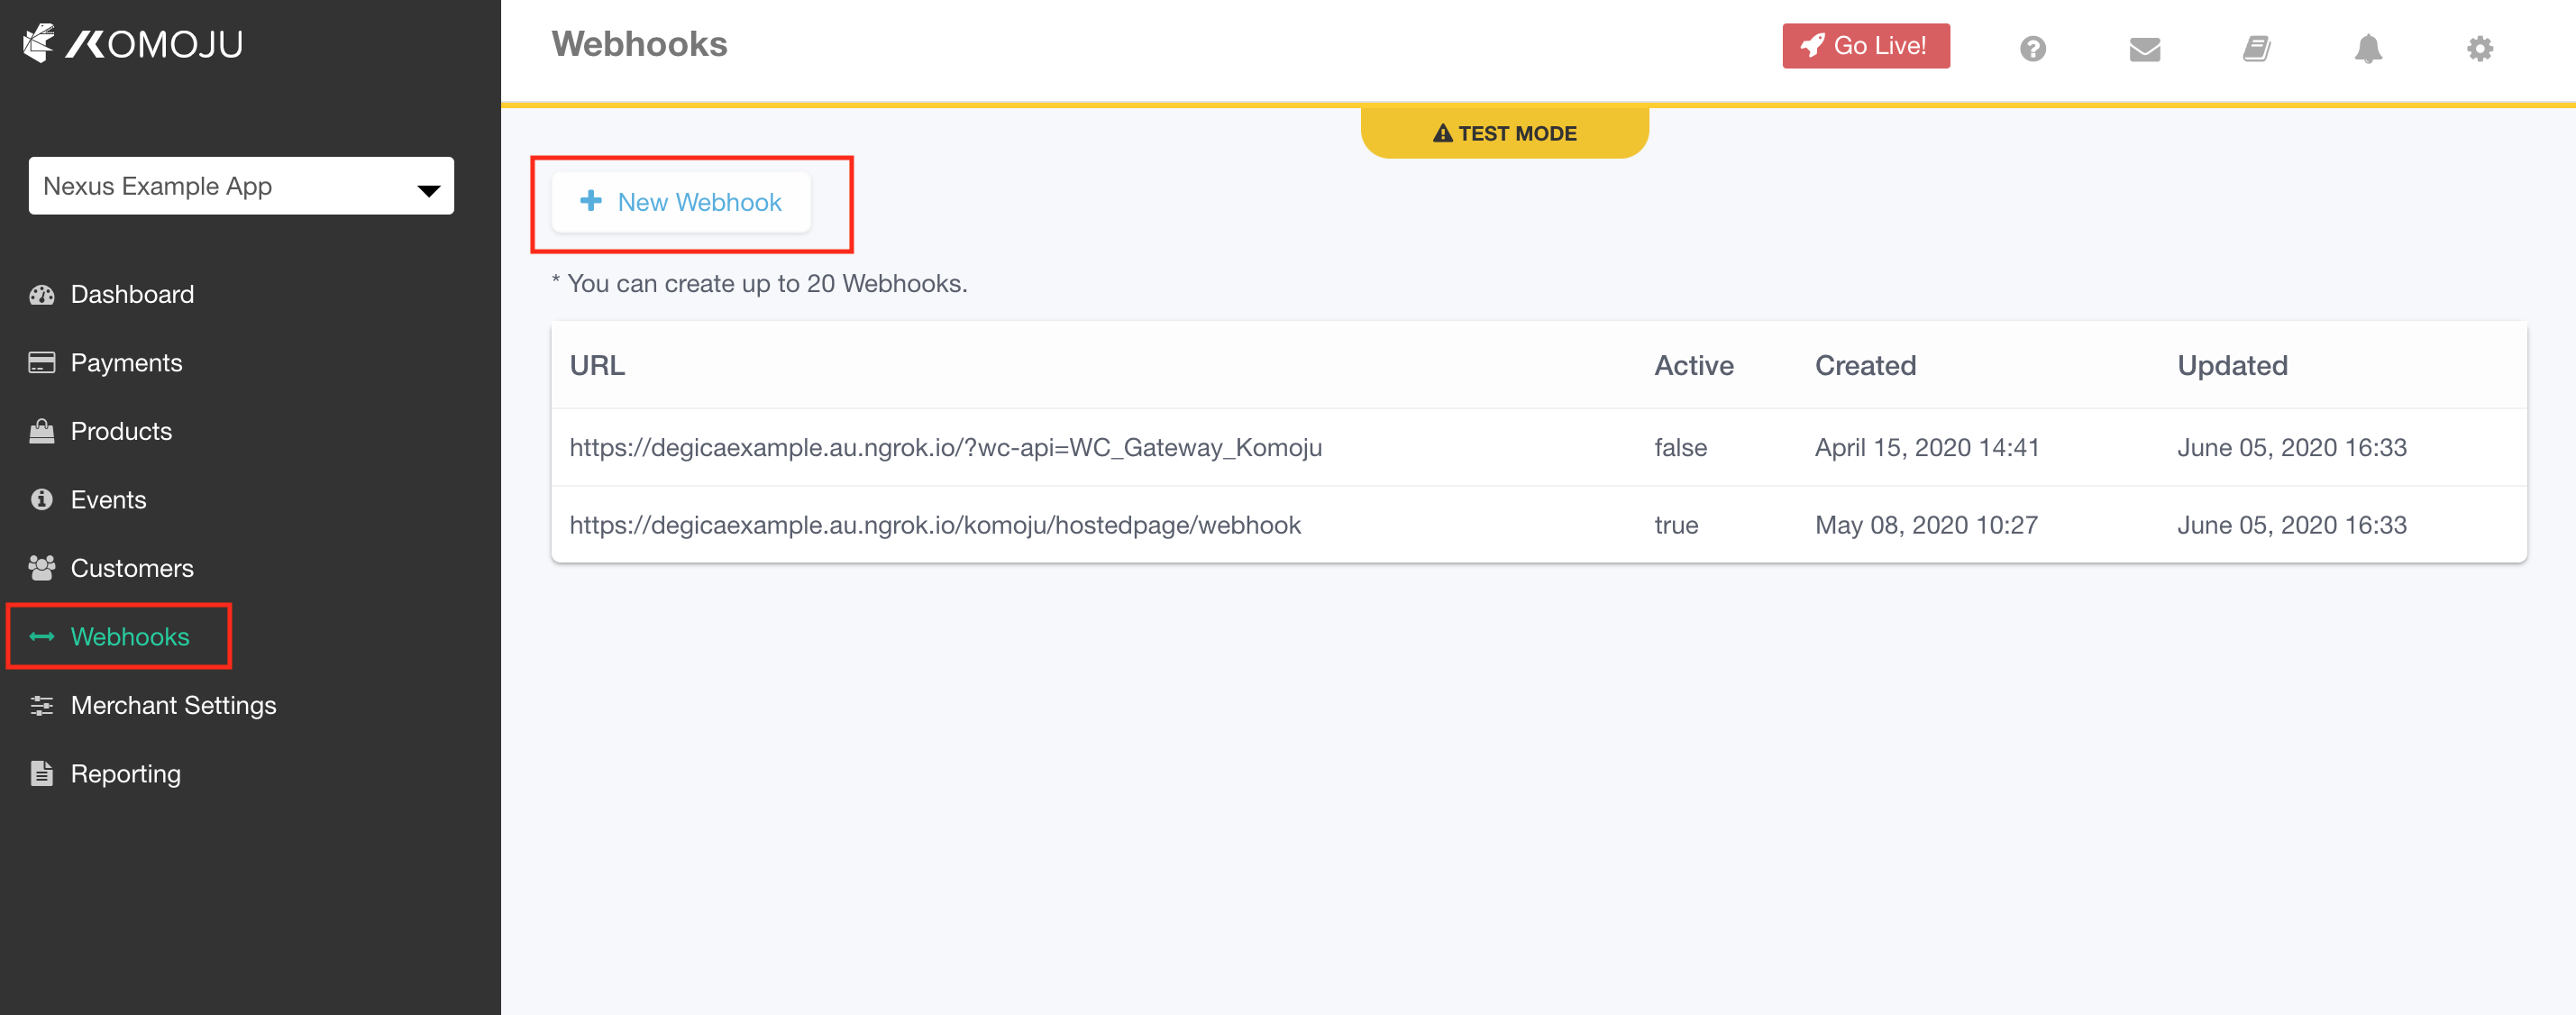 KOMOJU
Nexus Example App
Dashboard
Payments
Products
Events
Customers
Webhooks
Merchant Settings
Reporting
Webhooks
Go Live!
TEST MODE
+ New Webhook
* You can create up to 20 Webhooks.
URL Active Created Updated
https://degicaexample.au.ngrok.io/?wc-api=WC_Gateway_Komoju false April 15, 2020 14:41 June 05, 2020 16:33
https://degicaexample.au.ngrok.io/komoju/hostedpage/webhook true May 08, 2020 10:27 June 05, 2020 16:33